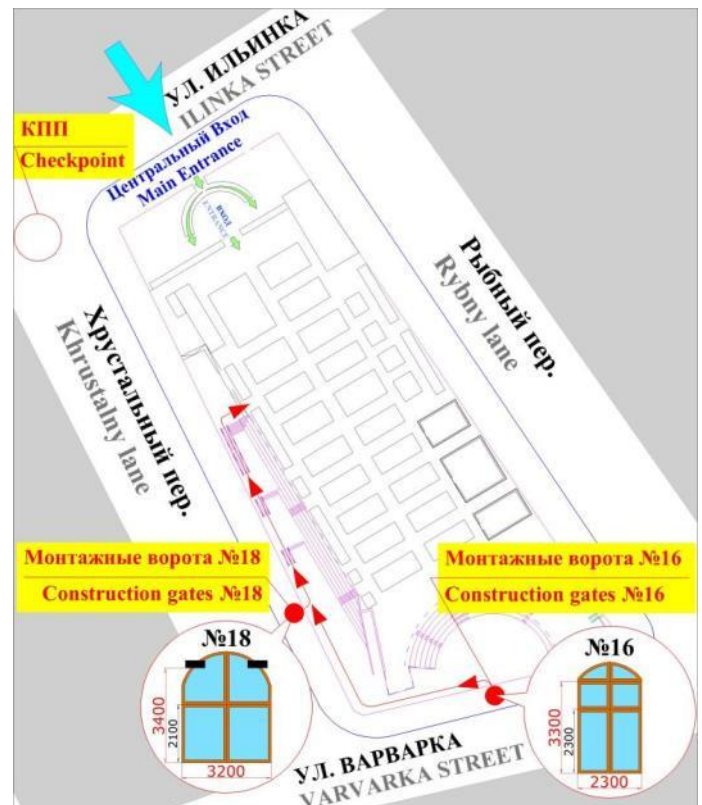 УЛ. ИЛЬИНКА
ILINKA STREET
КПП
Checkpoint
Центральный Вход
Main Entrance
ВХОД
ENTRANCE
Рыбный пер.
Rybny lane
Хрустальный пер.
Khrustalny lane
Монтажные ворота №18
Construction gates №18
Монтажные ворота №16
Construction gates №16
№18
3400
2100
3200
№16
3300
2300
2300
УЛ. ВАРВАРКА
VARVARKA STREET